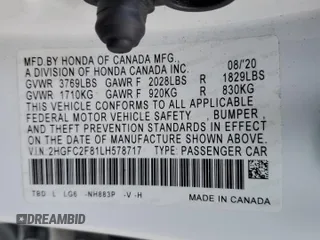 MFD.BY HONDA OF CANADA MFG.,
A DIVISION OF HONDA CANADA INC. 08/'20
GVWR 3769LBS GAWR F 2028LBS R 1829LBS
GVWR 1710KG GAWR F 920KG R 830KG
THIS VEHICLE CONFORMS TO ALL APPLICABLE
FEDERAL MOTOR VEHICLE SAFETY , BUMPER ,
AND THEFT PREVENTION STANDARDS IN EFFECT
ON THE DATE OF MANUFACTURE SHOWN ABOVE.
V.I.N:2HGFC2F81LH578717 TYPE: PASSENGER CAR
TBG L LG6 -NH883P -V -H
MADE IN CANADA
DREAMBID